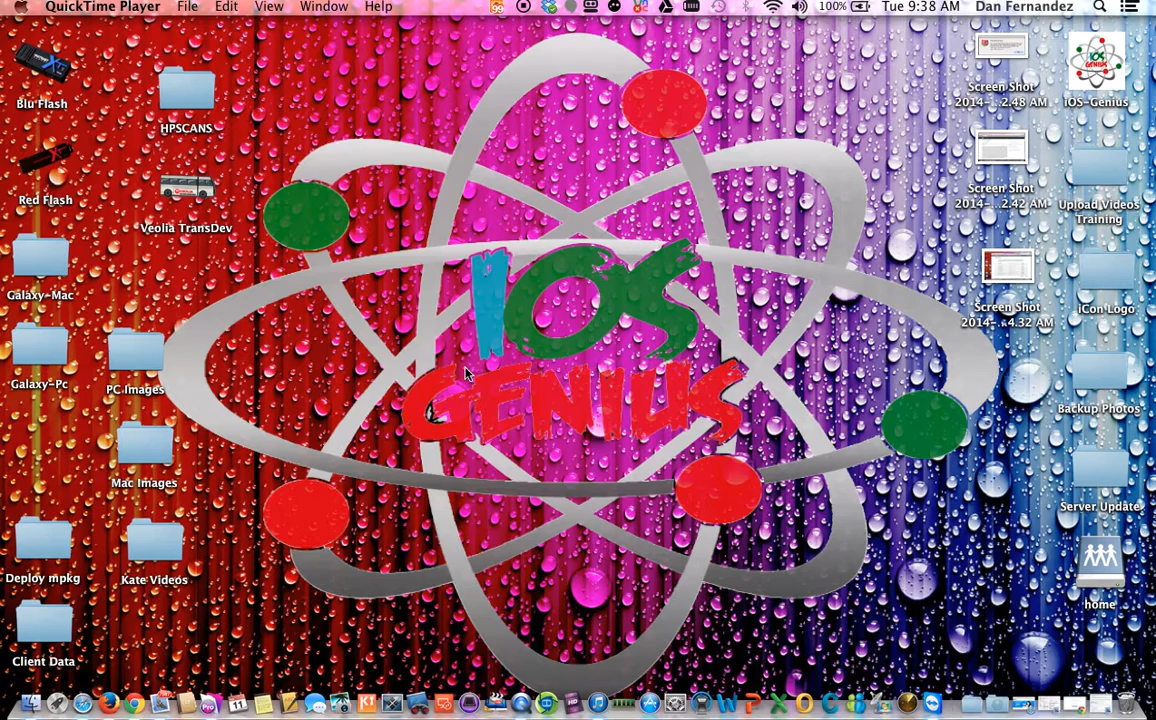 QuickTime Player File Edit View Window Help 99 100% Tue 9:38 AM Dan Fernandez
Blu Flash
HPSCANS
Screen Shot
2014-...2.48 AM
iOS-Genius
Red Flash
Veolia TransDev
Screen Shot
2014-...2.42 AM
Upload Videos
Training
Galaxy-Mac
Screen Shot
2014-...4.32 AM
iCon Logo
Galaxy-Pc
PC Images
Backup Photos
IOS
GENIUS
Mac Images
Server Update
Deploy mpkg
Kate Videos
home
Client Data